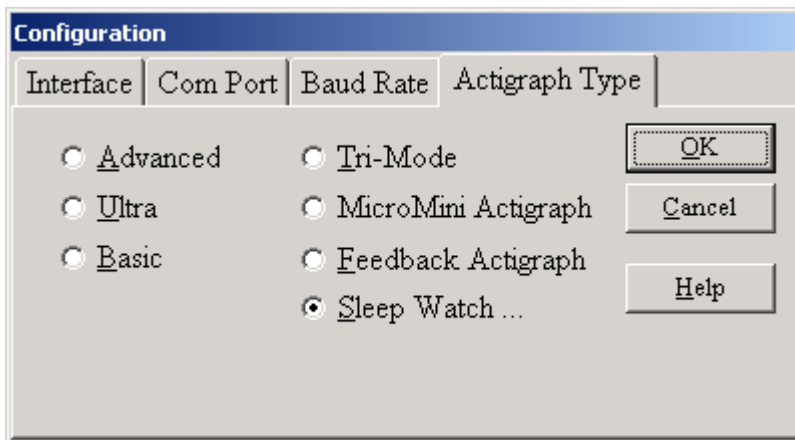 Configuration
Interface
Com Port
Baud Rate
Actigraph Type
Advanced
Ultra
Basic
Tri-Mode
MicroMini Actigraph
Feedback Actigraph
Sleep Watch ...
OK
Cancel
Help